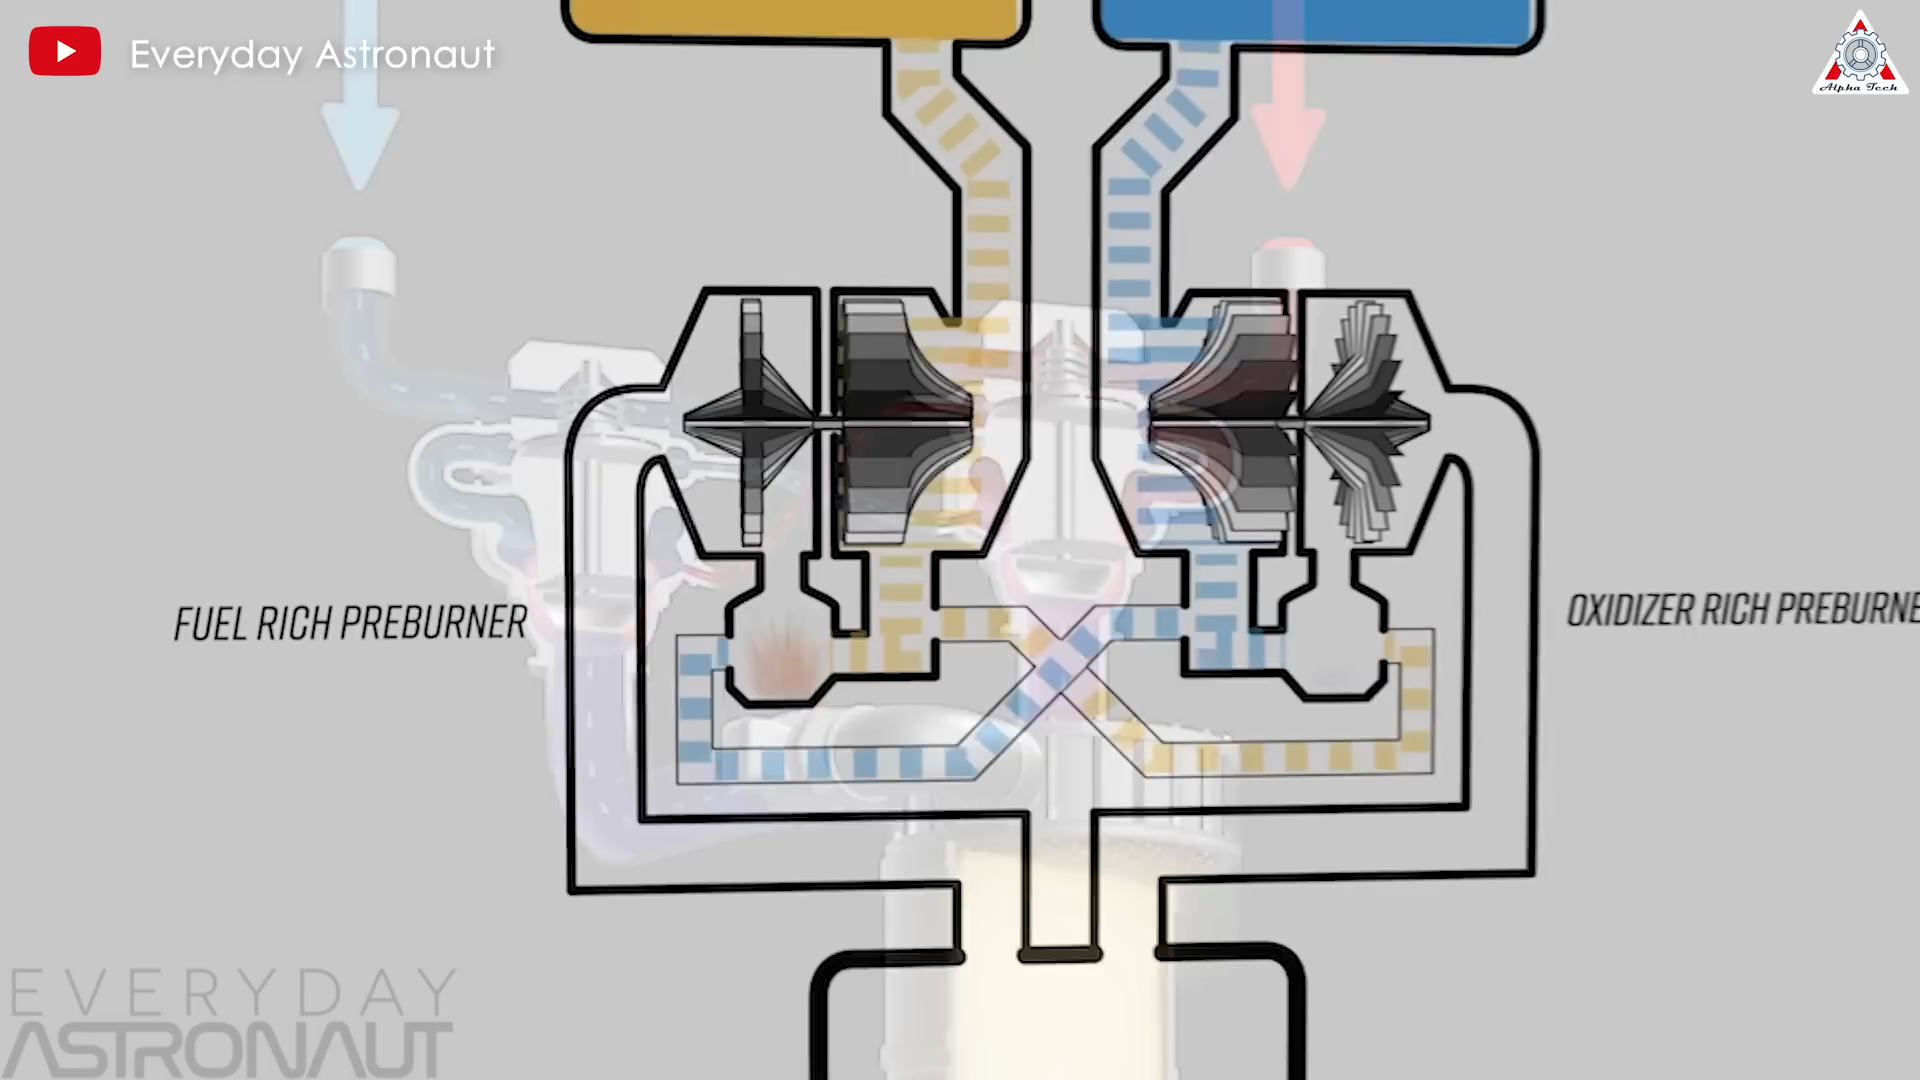 Everyday Astronaut
Alpha Tech
FUEL RICH PREBURNER
OXIDIZER RICH PREBURNE
EVERYDAY
ASTRONAUT